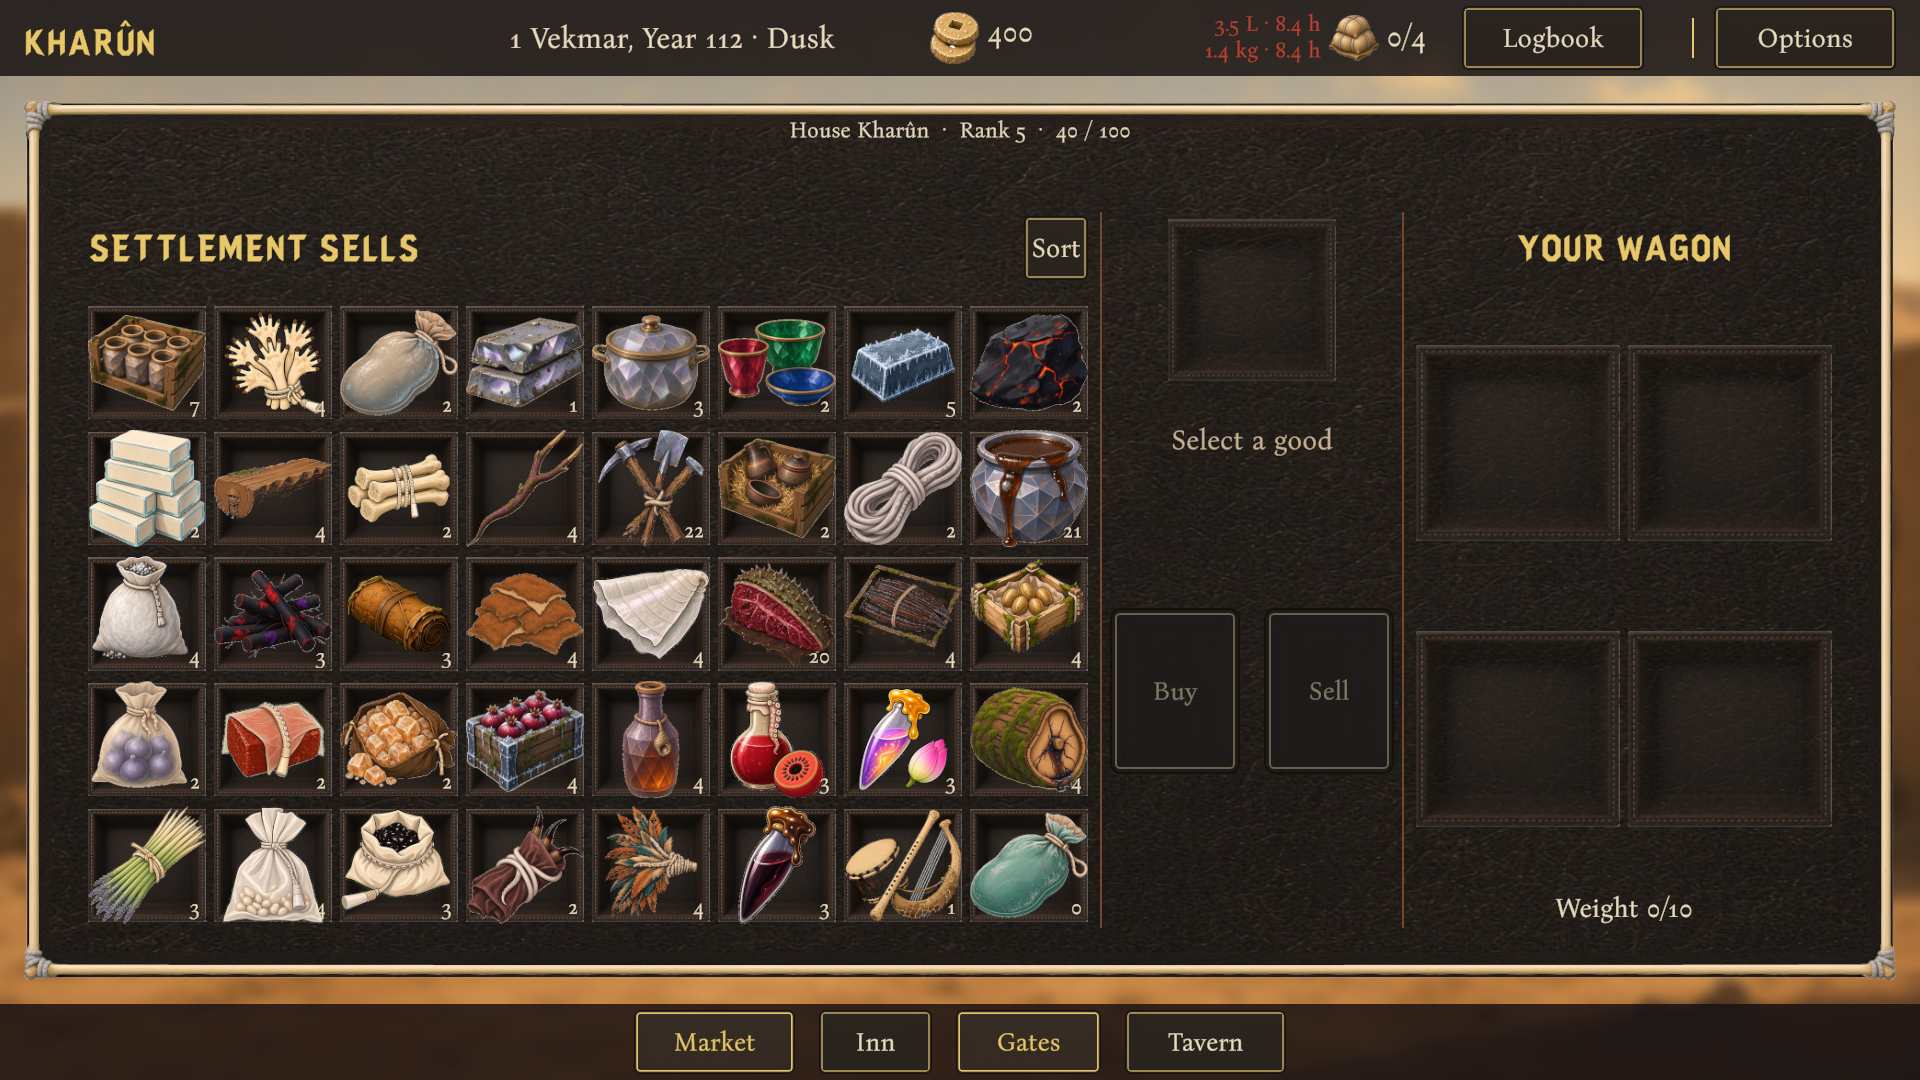 KHARÛN
1 Vekmar, Year 112 · Dusk
400
3.5 L · 8.4 h
1.4 kg · 8.4 h
0/4
Logbook
Options
House Kharûn · Rank 5 · 40 / 100
SETTLEMENT SELLS
Sort
YOUR WAGON
7 4 2 1 3 2 5 2
2 4 2 4 22 2 2 21
4 3 3 4 4 20 4 4
2 2 2 4 4 3 3 4
3 4 3 2 4 3 1 0
Select a good
Buy
Sell
Weight 0/10
Market
Inn
Gates
Tavern